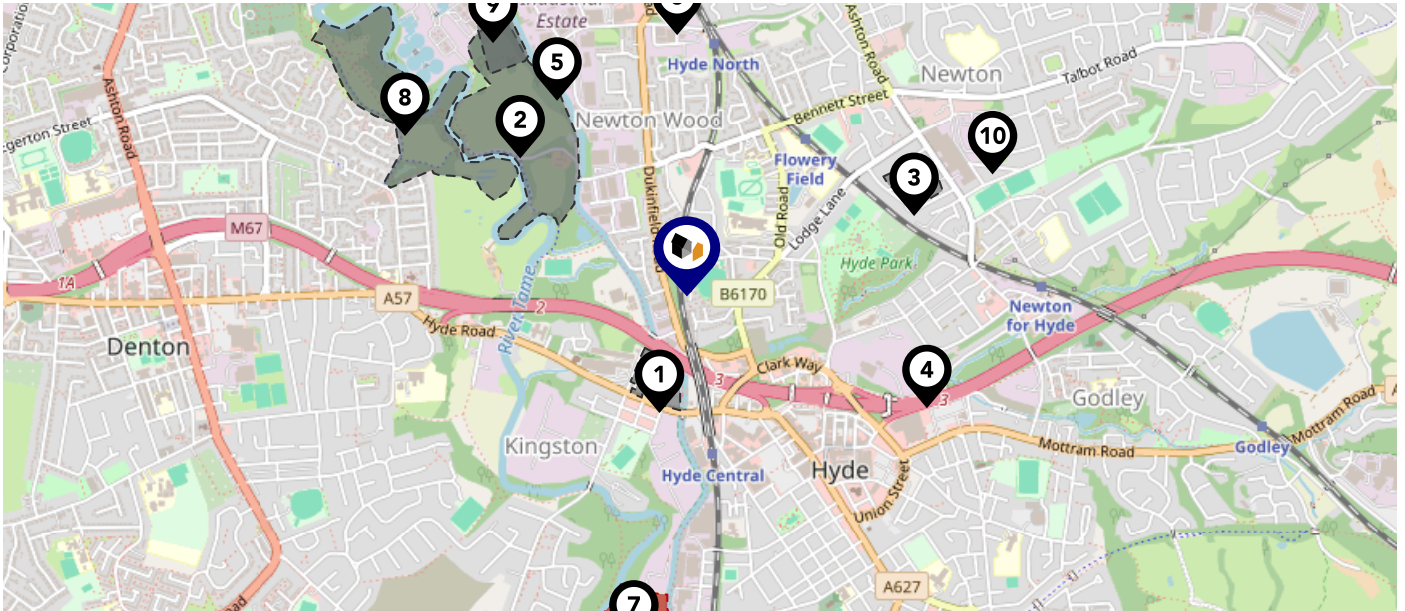 Corporatio
Ashton Road
Egerton Street
9
Industrial
Estate
5
8
2
Newton Wood
Hyde North
Ashton Road
Newton
Talbot Road
Bennett Street
10
3
Flowery
Field
Old Road
Lodge Lane
Dukinfield
Hyde Park
M67
1A
A57
Hyde Road
2
River Tame
Denton
B6170
Newton
for Hyde
1
3
Clark Way
4
3
Godley
Mottram Road
Godley
Mottram Road
A
Kingston
Hyde Central
Hyde
Union Street
7
A627